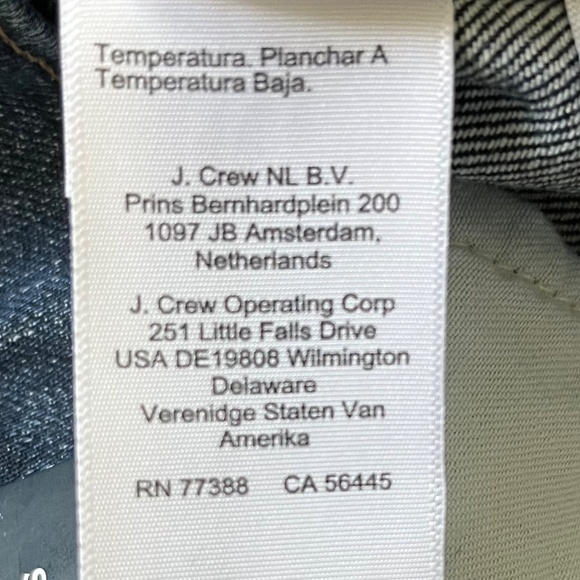 Temperatura. Planchar A
Temperatura Baja.
J. Crew NL B.V.
Prins Bernhardplein 200
1097 JB Amsterdam,
Netherlands
J. Crew Operating Corp
251 Little Falls Drive
USA DE19808 Wilmington
Delaware
Verenidge Staten Van
Amerika
RN 77388 CA 56445